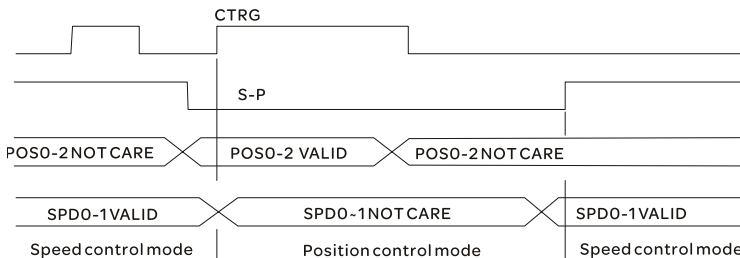 CTRG
S-P
POS0-2 NOT CARE POS0-2 VALID POS0-2 NOT CARE
SPD0-1 VALID SPD0~1 NOT CARE SPD0-1 VALID
Speed control mode Position control mode Speed control mode